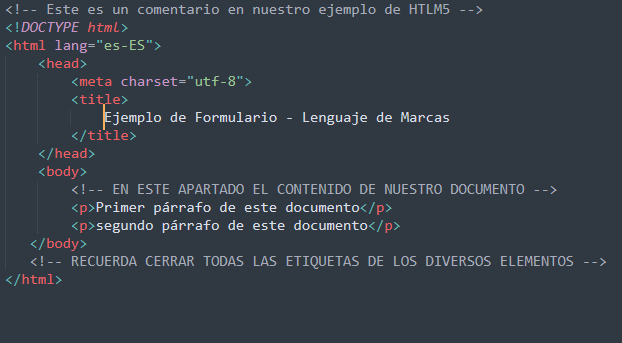 <!-- Este es un comentario en nuestro ejemplo de HTLM5 -->
<!DOCTYPE html>
<html lang="es-ES">
<head>
<meta charset="utf-8">
<title>
Ejemplo de Formulario - Lenguaje de Marcas
</title>
</head>
<body>
<!-- EN ESTE APARTADO EL CONTENIDO DE NUESTRO DOCUMENTO -->
<p>Primer párrafo de este documento</p>
<p>segundo párrafo de este documento</p>
</body>
<!-- RECUERDA CERRAR TODAS LAS ETIQUETAS DE LOS DIVERSOS ELEMENTOS -->
</html>